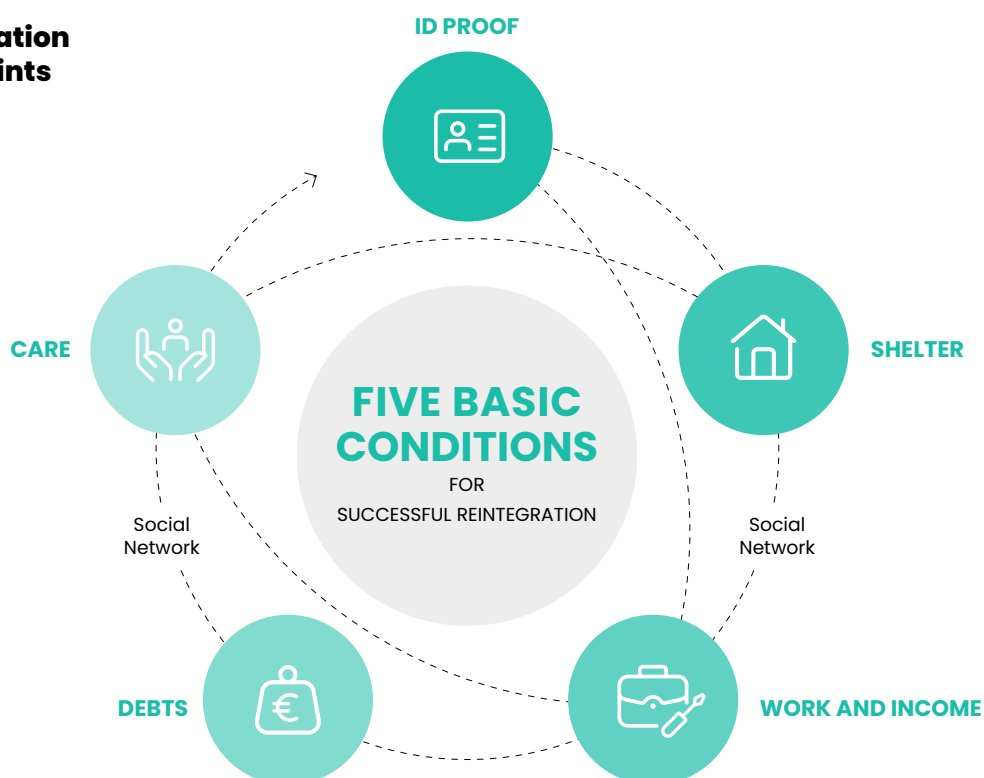 ation
ints
ID PROOF
CARE
SHELTER
FIVE BASIC
CONDITIONS
FOR
SUCCESSFUL REINTEGRATION
Social
Network
Social
Network
€
DEBTS
WORK AND INCOME